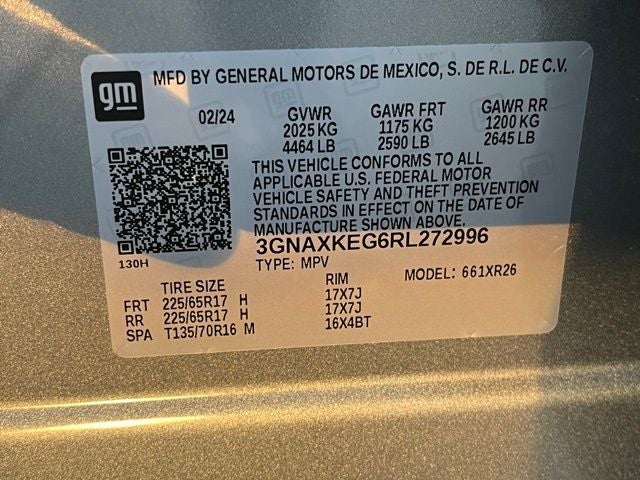 gm
MFD BY GENERAL MOTORS DE MEXICO, S. DE R.L. DE C.V.
02/24 GVWR GAWR FRT GAWR RR
2025 KG 1175 KG 1200 KG
4464 LB 2590 LB 2645 LB
THIS VEHICLE CONFORMS TO ALL
APPLICABLE U.S. FEDERAL MOTOR
VEHICLE SAFETY AND THEFT PREVENTION
STANDARDS IN EFFECT ON THE DATE OF
MANUFACTURE SHOWN ABOVE.
3GNAXKEG6RL272996
130H
TYPE: MPV MODEL: 661XR26
TIRE SIZE RIM
FRT 225/65R17 H 17X7J
RR 225/65R17 H 17X7J
SPA T135/70R16 M 16X4BT